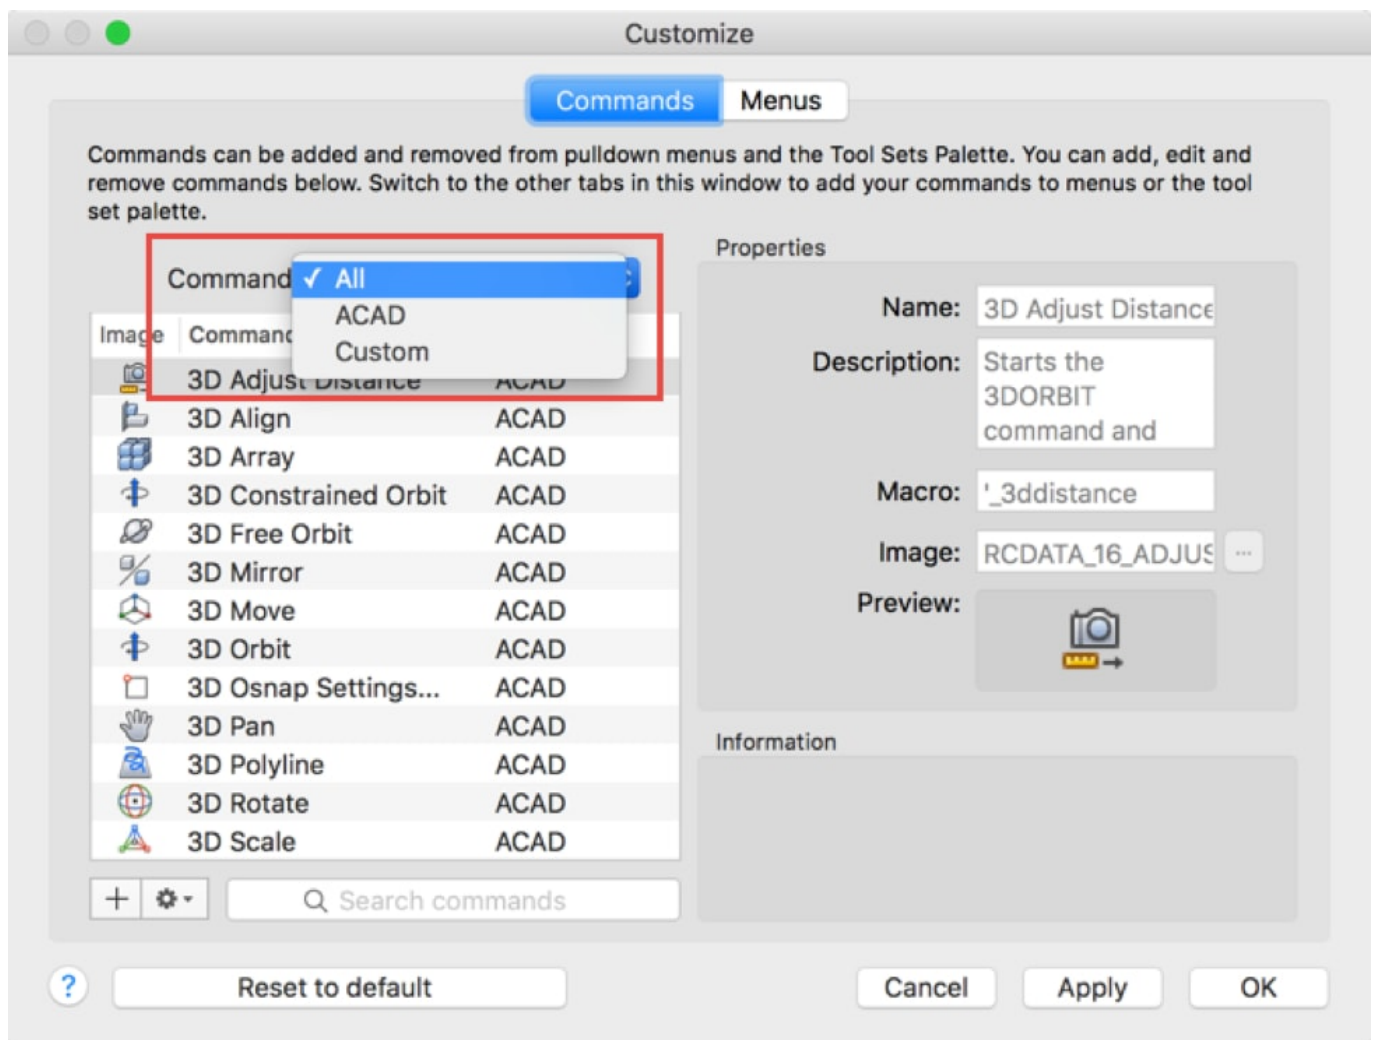 Customize
Commands Menus
Commands can be added and removed from pulldown menus and the Tool Sets Palette. You can add, edit and
remove commands below. Switch to the other tabs in this window to add your commands to menus or the tool
set palette.
Command
✓ All
ACAD
Custom
Image Command
3D Adjust Distance ACAD
3D Align ACAD
3D Array ACAD
3D Constrained Orbit ACAD
3D Free Orbit ACAD
3D Mirror ACAD
3D Move ACAD
3D Orbit ACAD
3D Osnap Settings... ACAD
3D Pan ACAD
3D Polyline ACAD
3D Rotate ACAD
3D Scale ACAD
+ Search commands
Properties
Name: 3D Adjust Distance
Description: Starts the
3DORBIT
command and
Macro: '_3ddistance
Image: RCDATA_16_ADJUS ...
Preview:
Information
? Reset to default Cancel Apply OK